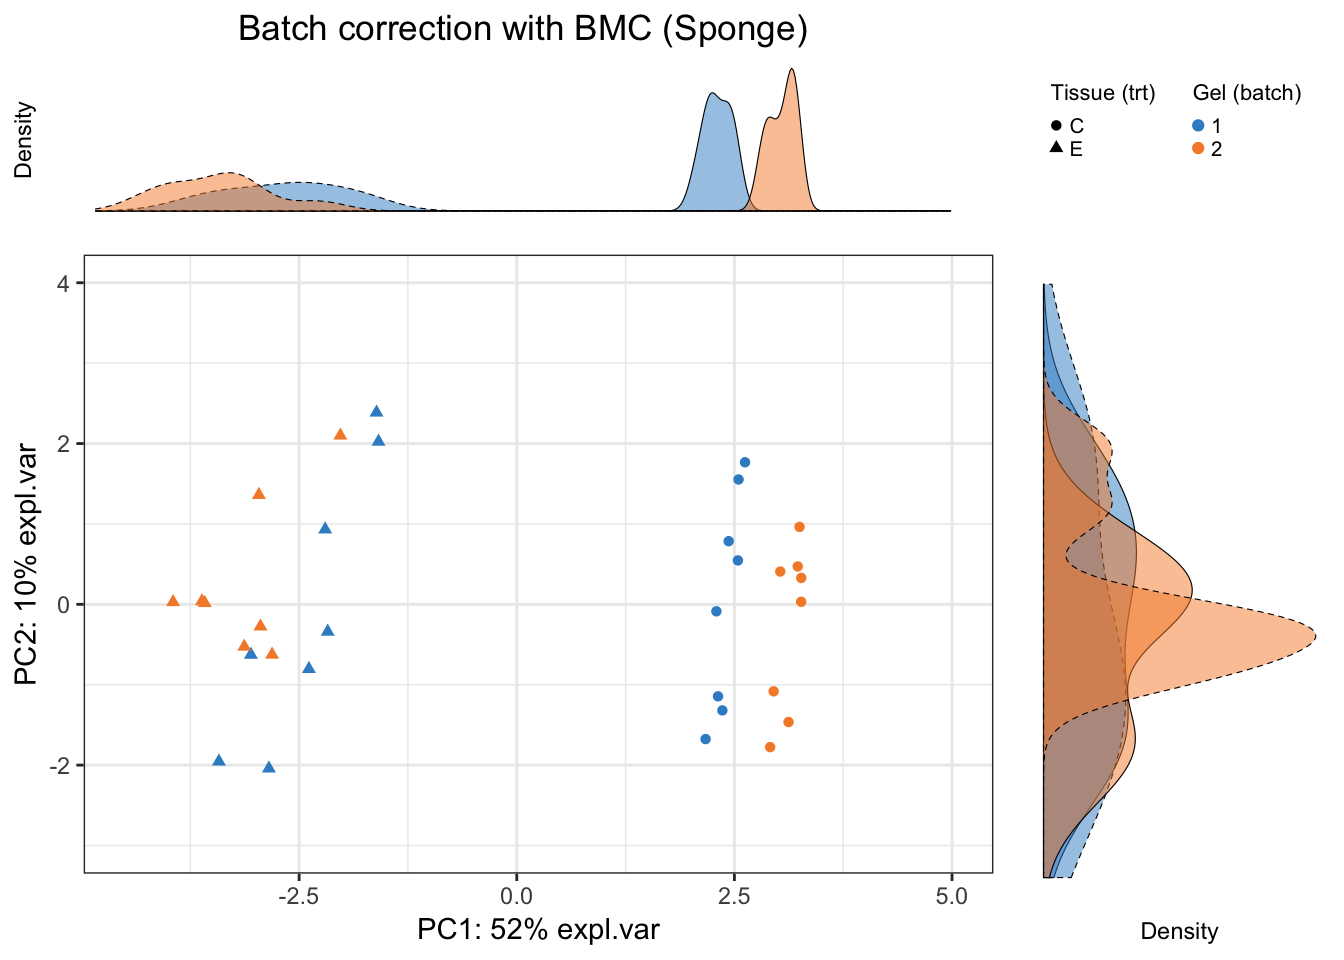 Batch correction with BMC (Sponge)
Density
Tissue (trt)
C
E
Gel (batch)
1
2
4
2
0
-2
PC2: 10% expl.var
-2.5
0.0
2.5
5.0
PC1: 52% expl.var
Density